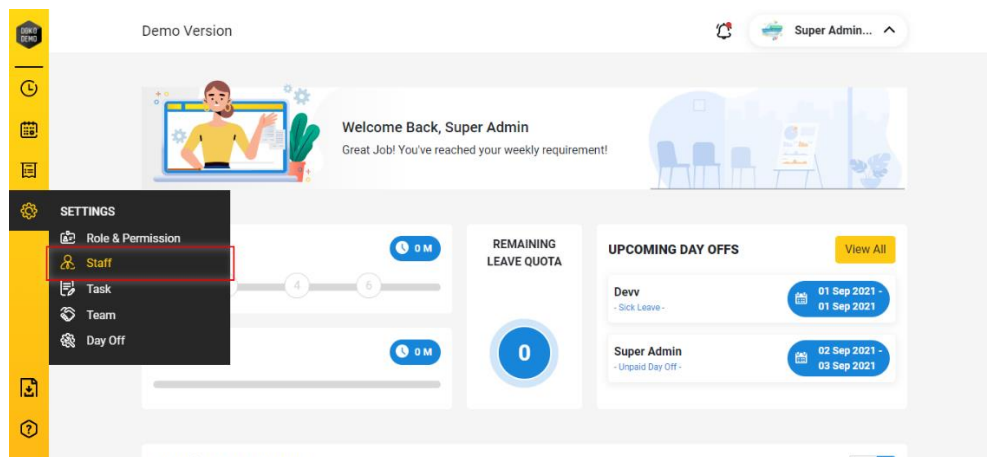 DOKU
DEMO
Demo Version
Super Admin...
Welcome Back, Super Admin
Great Job! You've reached your weekly requirement!
SETTINGS
Role & Permission
Staff
Task
Team
Day Off
0 M
4
6
0 M
REMAINING
LEAVE QUOTA
0
UPCOMING DAY OFFS
View All
Devv
- Sick Leave -
01 Sep 2021 -
01 Sep 2021
Super Admin
- Unpaid Day Off -
02 Sep 2021 -
03 Sep 2021